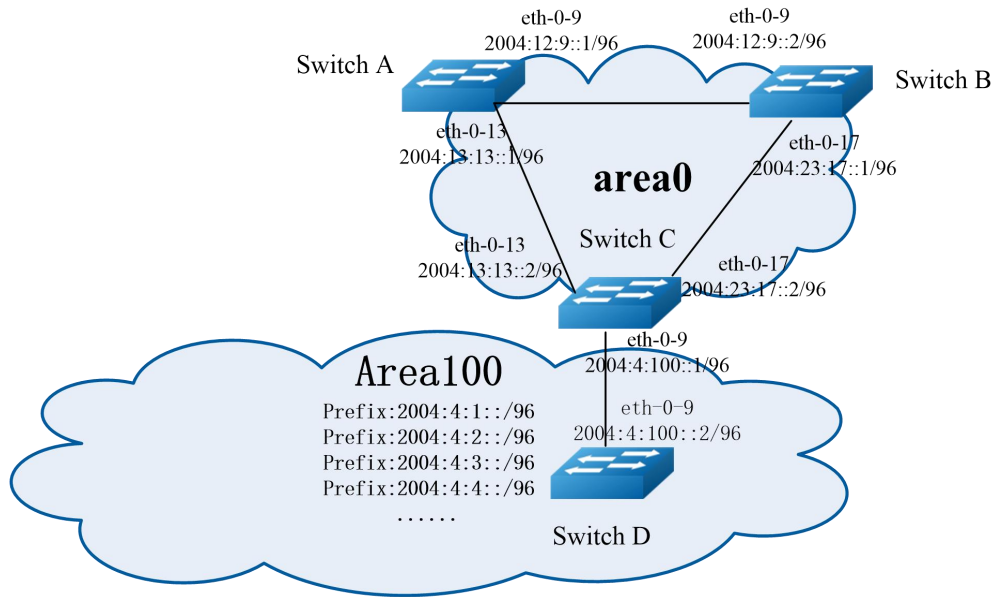 eth-0-9
2004:12:9::1/96
eth-0-9
2004:12:9::2/96
Switch A
Switch B
eth-0-13
2004:13:13::1/96
eth-0-17
2004:23:17::1/96
area0
Switch C
eth-0-13
2004:13:13::2/96
eth-0-17
2004:23:17::2/96
eth-0-9
2004:4:100::1/96
Area100
Prefix:2004:4:1::/96
Prefix:2004:4:2::/96
Prefix:2004:4:3::/96
Prefix:2004:4:4::/96
......
eth-0-9
2004:4:100::2/96
Switch D